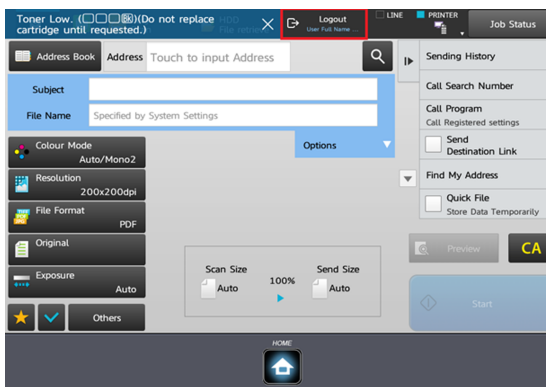 Toner Low. (□□□Bk)(Do not replace
cartridge until requested.)
HDD
File retrie
Logout
User Full Name ...
LINE
PRINTER
Job Status
Address Book
Address
Touch to input Address
Sending History
Call Search Number
Subject
File Name
Specified by System Settings
Call Program
Call Registered settings
Send
Destination Link
Options
Colour Mode
Auto/Mono2
Resolution
200x200dpi
Find My Address
Quick File
Store Data Temporarily
File Format
PDF
Original
Exposure
Auto
Others
Scan Size
Auto
100%
Send Size
Auto
Preview
CA
Start
HOME